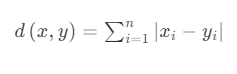 d (x, y) = ∑ⁿᵢ₌₁ |xᵢ − yᵢ|